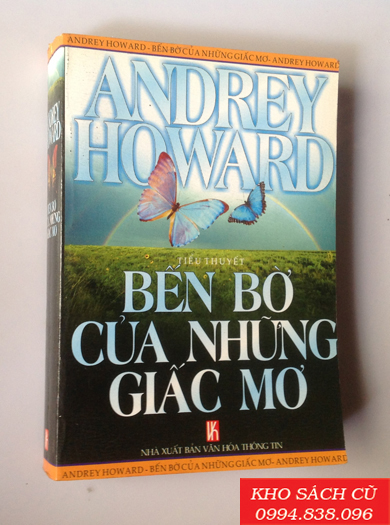 ANDREY HOWARD - BẾN BỜ CỦA NHỮNG GIẤC MƠ - ANDREY HOWARD
ANDREY
HOWARD
TIỂU THUYẾT
BẾN BỜ
CỦA NHỮNG
GIẤC MƠ
NHÀ XUẤT BẢN VĂN HÓA THÔNG TIN
ANDREY HOWARD - BẾN BỜ CỦA NHỮNG GIẤC MƠ - ANDREY HOWARD
ANDREY
HOWARD
KHO SÁCH CŨ
0994.838.096